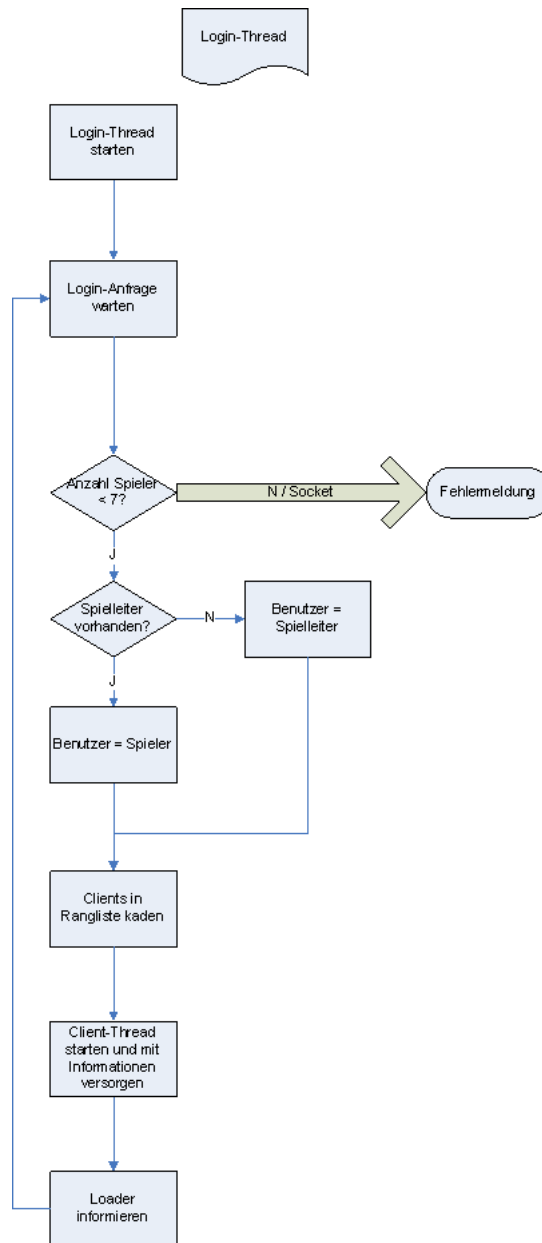 Login-Thread
Login-Thread
starten
Login-Anfrage
warten
Anzahl Spieler
< 7?
N / Socket
Fehlermeldung
J
Spielleiter
vorhanden?
N
Benutzer =
Spielleiter
J
Benutzer = Spieler
Clients in
Rangliste kaden
Client-Thread
starten und mit
Informationen
versorgen
Loader
informieren